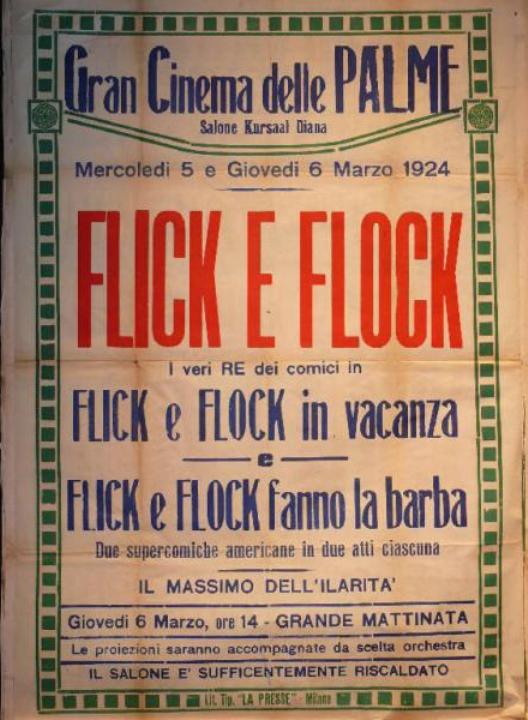 Gran Cinema delle PALME
Salone Kursaal Diana
Mercoledi 5 e Giovedi 6 Marzo 1924
FLICK E FLOCK
I veri RE dei comici in
FLICK e FLOCK in vacanza
e
FLICK e FLOCK fanno la barba
Due supercomiche americane in due atti ciascuna
IL MASSIMO DELL'ILARITA'
Giovedi 6 Marzo, ore 14 - GRANDE MATTINATA
Le proiezioni saranno accompagnate da scelta orchestra
IL SALONE E' SUFFICENTEMENTE RISCALDATO
Lit. Tip. "LA PRESSE" - Milano